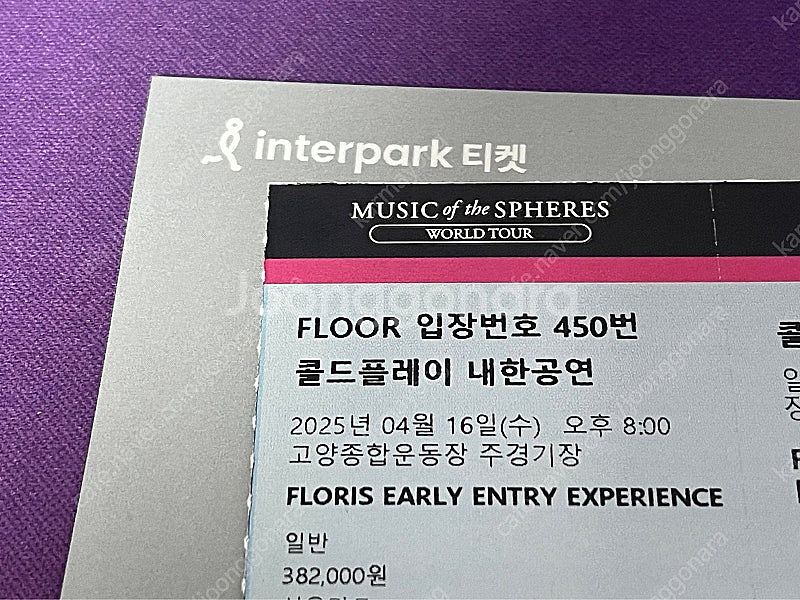 interpark 티켓
MUSIC of the SPHERES
WORLD TOUR
Joonggonara
FLOOR 입장번호 450번
콜드플레이 내한공연
2025년 04월 16일(수) 오후 8:00
고양종합운동장 주경기장
FLORIS EARLY ENTRY EXPERIENCE
일반
382,000원